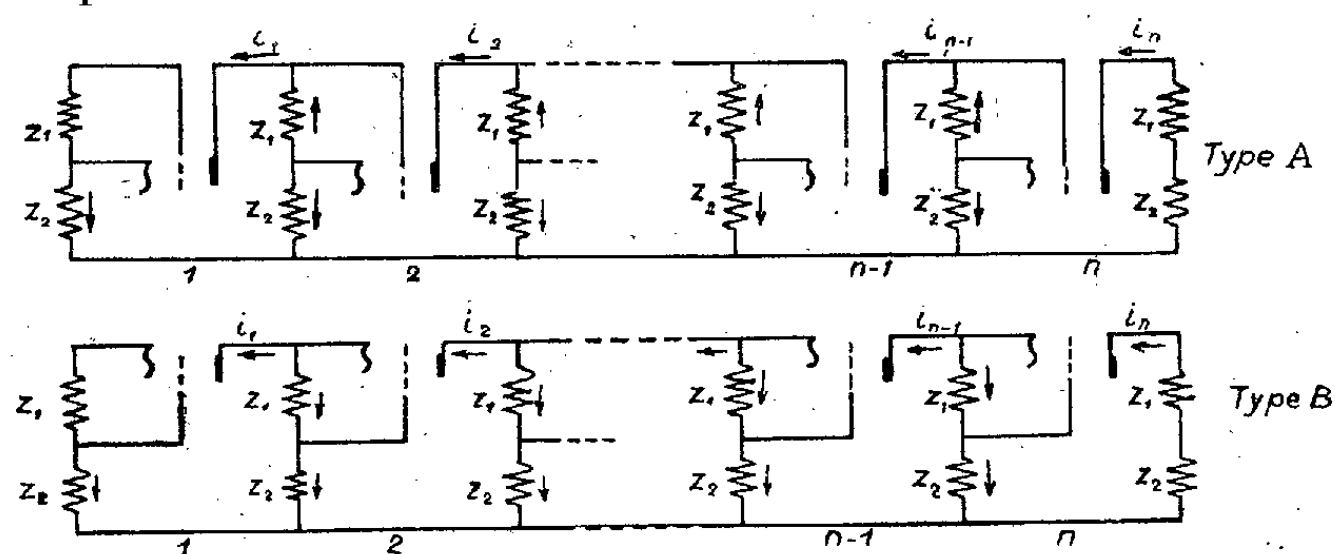 i₁ i₂ iₙ₋₁ iₙ
Z₁ Z₁ Z₁ Z₁ Z₁ Z₁ Type A
Z₂ Z₂ Z₂ Z₂ Z₂ Z₂
1 2 n-1 n
i₁ i₂ iₙ₋₁ iₙ
Z₁ Z₁ Z₁ Z₁ Z₁ Z₁ Type B
Z₂ Z₂ Z₂ Z₂ Z₂ Z₂
1 2 n-1 n